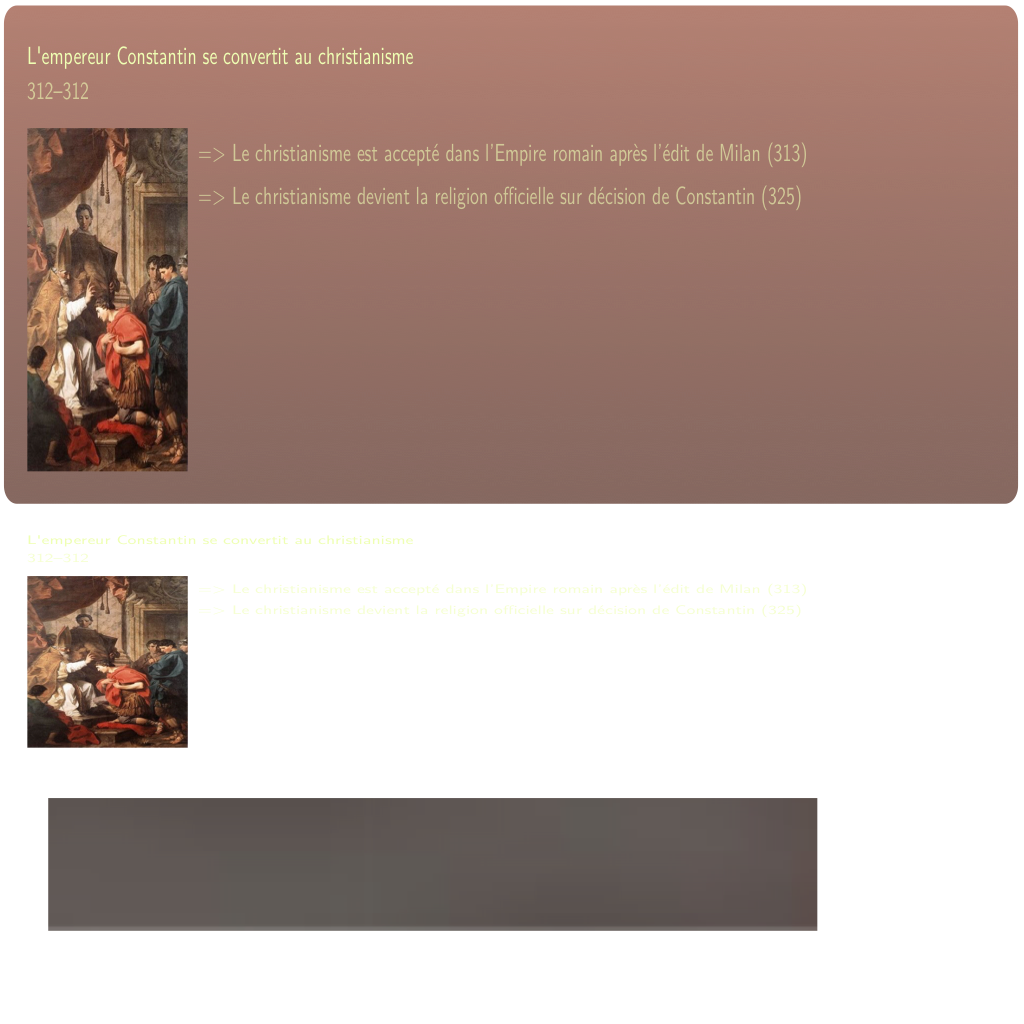 L'empereur Constantin se convertit au christianisme
312–312
=> Le christianisme est accepté dans l'Empire romain après l'édit de Milan (313)
=> Le christianisme devient la religion officielle sur décision de Constantin (325)
L'empereur Constantin se convertit au christianisme
312–312
=> Le christianisme est accepté dans l'Empire romain après l'édit de Milan (313)
=> Le christianisme devient la religion officielle sur décision de Constantin (325)